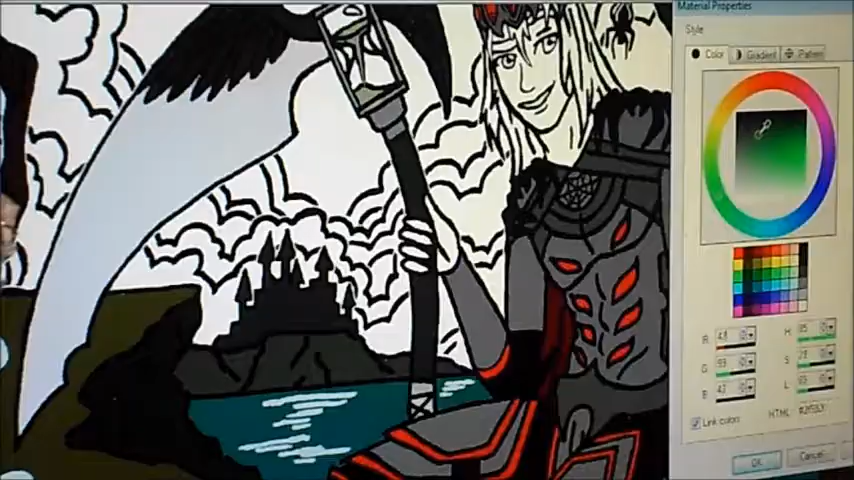 Material Properties
Style
Color Gradient Pattern
R H
G S
B L
HTML
Link colors
OK Cancel